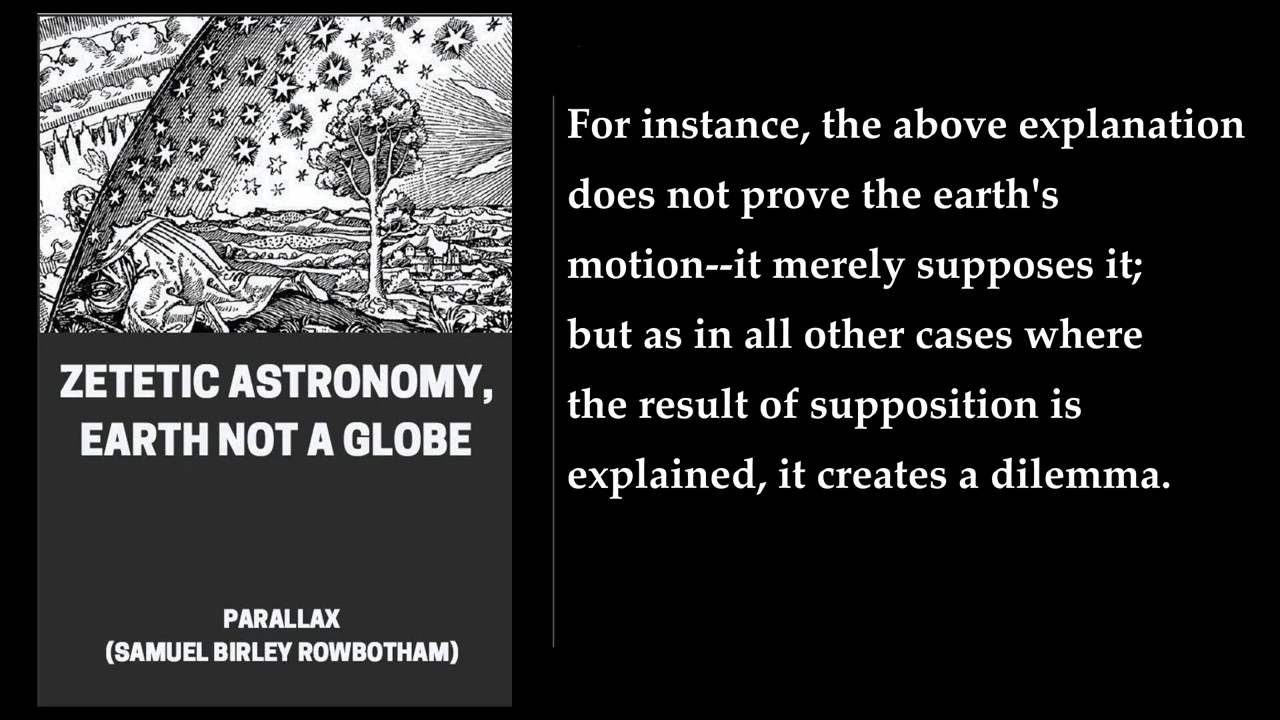 ZETETIC ASTRONOMY,
EARTH NOT A GLOBE
PARALLAX
(SAMUEL BIRLEY ROWBOTHAM)
For instance, the above explanation
does not prove the earth's
motion--it merely supposes it;
but as in all other cases where
the result of supposition is
explained, it creates a dilemma.